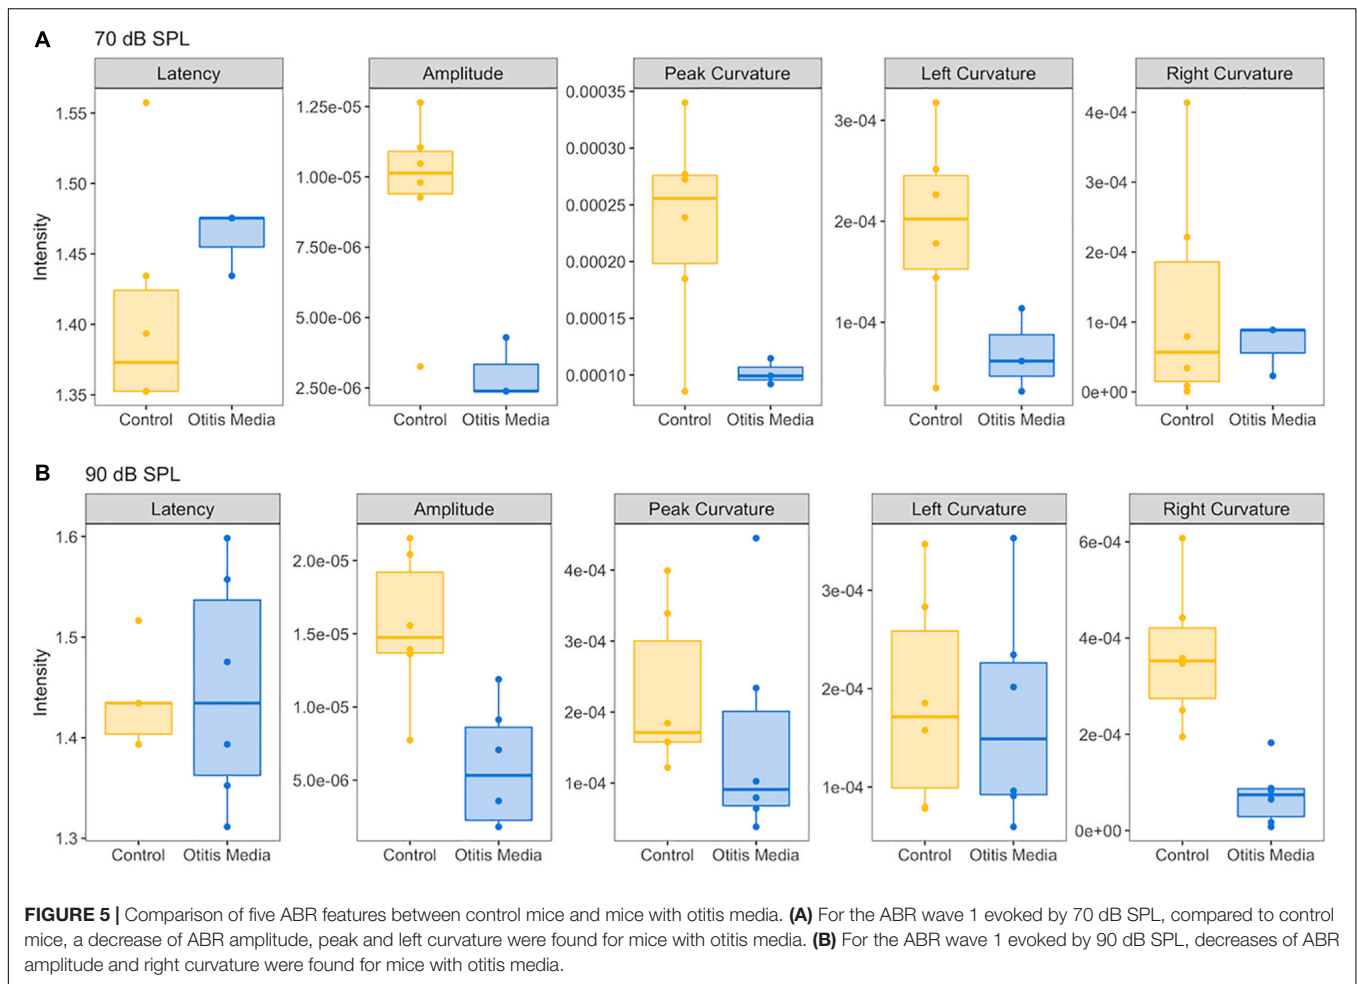 A
70 dB SPL
Latency
Amplitude
Peak Curvature
Left Curvature
Right Curvature
Intensity
1.55
1.50
1.45
1.40
1.35
1.25e-05
1.00e-05
7.50e-06
5.00e-06
2.50e-06
0.00035
0.00030
0.00025
0.00020
0.00015
0.00010
3e-04
2e-04
1e-04
4e-04
3e-04
2e-04
1e-04
0e+00
Control Otitis Media
Control Otitis Media
Control Otitis Media
Control Otitis Media
Control Otitis Media
B
90 dB SPL
Latency
Amplitude
Peak Curvature
Left Curvature
Right Curvature
Intensity
1.6
1.5
1.4
1.3
2.0e-05
1.5e-05
1.0e-05
5.0e-06
4e-04
3e-04
2e-04
1e-04
3e-04
2e-04
1e-04
6e-04
4e-04
2e-04
0e+00
Control Otitis Media
Control Otitis Media
Control Otitis Media
Control Otitis Media
Control Otitis Media
FIGURE 5 | Comparison of five ABR features between control mice and mice with otitis media. (A) For the ABR wave 1 evoked by 70 dB SPL, compared to control
mice, a decrease of ABR amplitude, peak and left curvature were found for mice with otitis media. (B) For the ABR wave 1 evoked by 90 dB SPL, decreases of ABR
amplitude and right curvature were found for mice with otitis media.